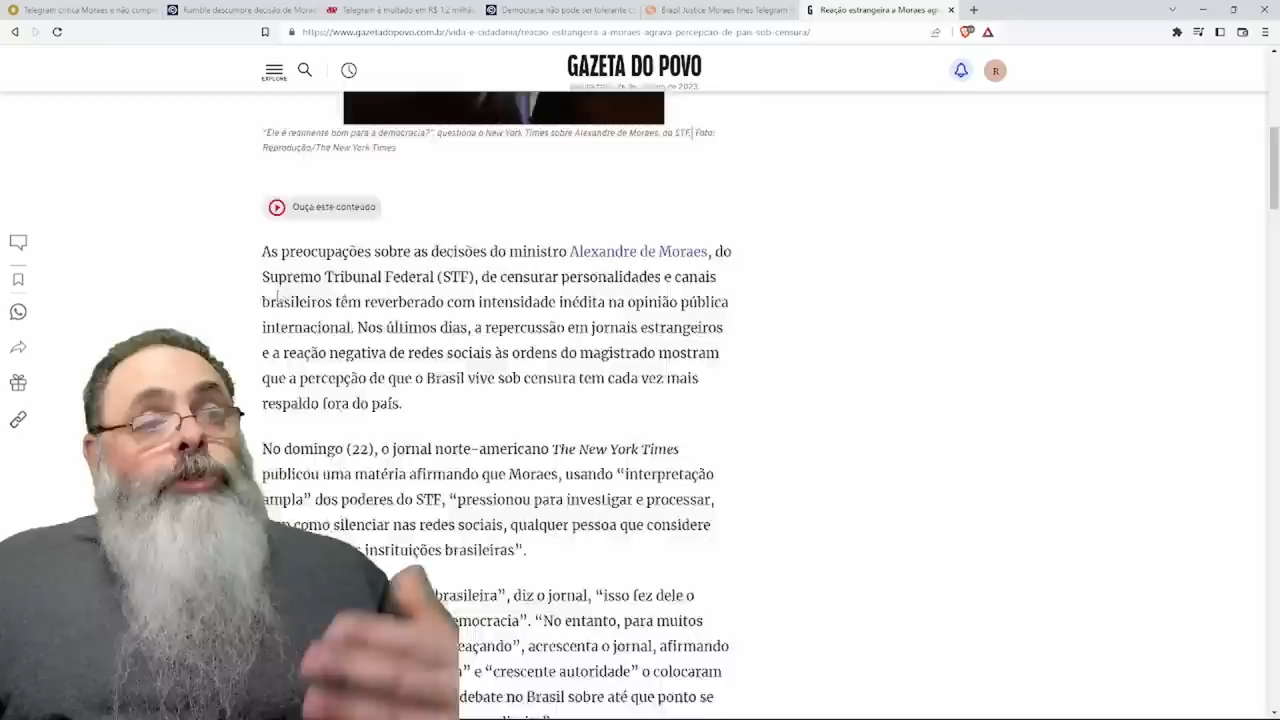 Telegram critica Moraes e não cumpr
Rumble descumpre decisão de Mora
Telegram é multado em R$ 1,2 milhão
Democracia não pode ser tolerante c
Brazil Justice Moraes fines Telegram
Reação estrangeira a Moraes agr
https://www.gazetadopovo.com.br/vida-e-cidadania/reacao-estrangeira-a-moraes-agrava-percepcao-de-pais-sob-censura/
EXPLORE
GAZETA DO POVO
2023.
R
"Ele é realmente bom para a democracia?" questiona o New York Times sobre Alexandre de Moraes, do STF. Foto:
Reprodução/The New York Times
Ouça este conteúdo
As preocupações sobre as decisões do ministro Alexandre de Moraes, do
Supremo Tribunal Federal (STF), de censurar personalidades e canais
brasileiros têm reverberado com intensidade inédita na opinião pública
internacional. Nos últimos dias, a repercussão em jornais estrangeiros
e a reação negativa de redes sociais às ordens do magistrado mostram
que a percepção de que o Brasil vive sob censura tem cada vez mais
respaldo fora do país.
No domingo (22), o jornal norte-americano The New York Times
publicou uma matéria afirmando que Moraes, usando “interpretação
ampla” dos poderes do STF, “pressionou para investigar e processar,
como silenciar nas redes sociais, qualquer pessoa que considere
instituições brasileiras”.
brasileira”, diz o jornal, “isso fez dele o
emocracia”. “No entanto, para muitos
eaçando”, acrescenta o jornal, afirmando
” e “crescente autoridade” o colocaram
debate no Brasil sobre até que ponto se